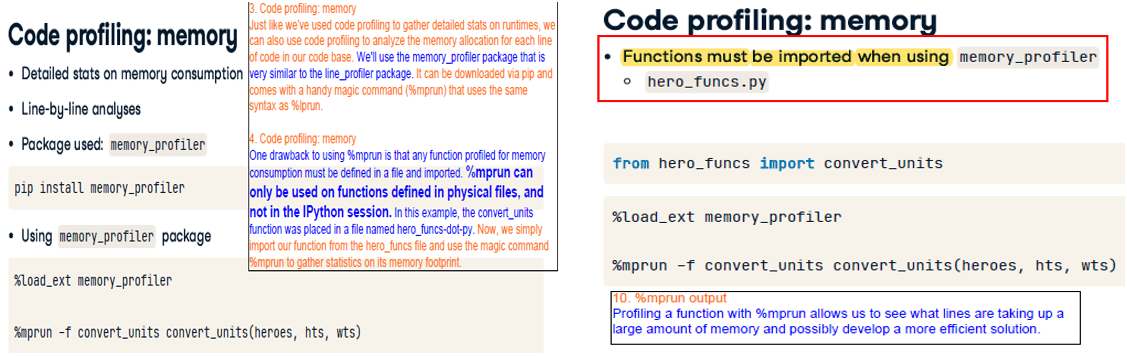 Code profiling: memory
• Detailed stats on memory consumption
• Line-by-line analyses
• Package used: memory_profiler
pip install memory_profiler
• Using memory_profiler package
%load_ext memory_profiler
%mprun -f convert_units convert_units(heroes, hts, wts)
3. Code profiling: memory
Just like we've used code profiling to gather detailed stats on runtimes, we
can also use code profiling to analyze the memory allocation for each line
of code in our code base. We'll use the memory_profiler package that is
very similar to the line_profiler package. It can be downloaded via pip and
comes with a handy magic command (%mprun) that uses the same
syntax as %lprun.
4. Code profiling: memory
One drawback to using %mprun is that any function profiled for memory
consumption must be defined in a file and imported. %mprun can
only be used on functions defined in physical files, and
not in the IPython session. In this example, the convert_units
function was placed in a file named hero_funcs-dot-py. Now, we simply
import our function from the hero_funcs file and use the magic command
%mprun to gather statistics on its memory footprint.
Code profiling: memory
• Functions must be imported when using memory_profiler
○ hero_funcs.py
from hero_funcs import convert_units
%load_ext memory_profiler
%mprun -f convert_units convert_units(heroes, hts, wts)
10. %mprun output
Profiling a function with %mprun allows us to see what lines are taking up a
large amount of memory and possibly develop a more efficient solution.